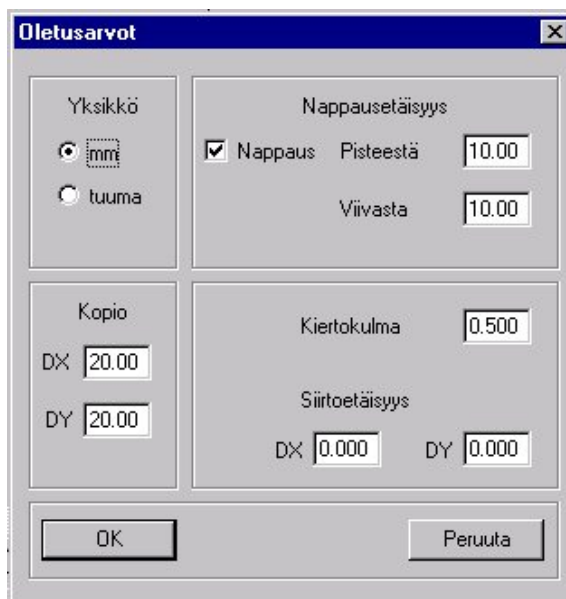 Oletusarvot
Yksikkö
mm
tuuma
Nappausetäisyys
Nappaus Pisteestä 10.00
Viivasta 10.00
Kopio
DX 20.00
DY 20.00
Kiertokulma 0.500
Siirtoetäisyys
DX 0.000 DY 0.000
OK Peruuta